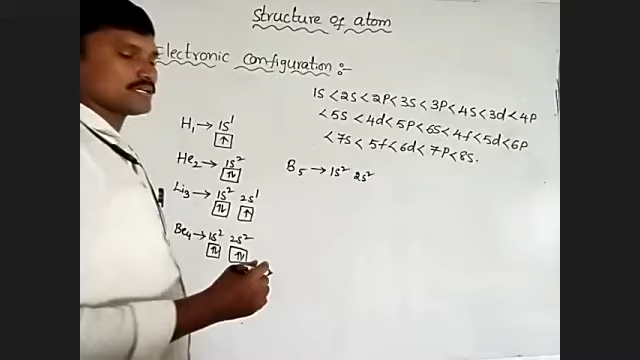 Structure of atom
Electronic configuration :-
1s < 2s < 2p < 3s < 3p < 4s < 3d < 4p
< 5s < 4d < 5p < 6s < 4f < 5d < 6p
< 7s < 5f < 6d < 7p < 8s.
H₁ → 1s¹
↑
He₂ → 1s²
↑↓
Li₃ → 1s² 2s¹
↑↓ ↑
Be₄ → 1s² 2s²
↑↓ ↑↓
B₅ → 1s² 2s²